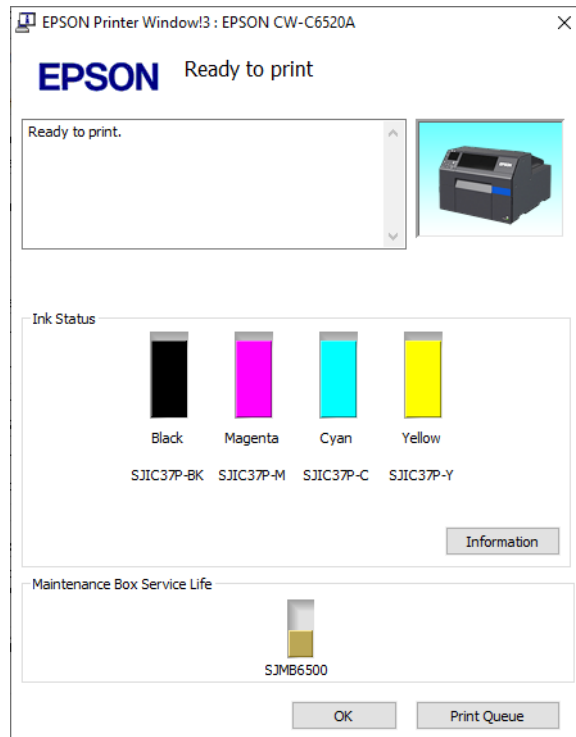 EPSON Printer Window!3 : EPSON CW-C6520A
EPSON
Ready to print
Ready to print.
Ink Status
Black Magenta Cyan Yellow
SJIC37P-BK SJIC37P-M SJIC37P-C SJIC37P-Y
Information
Maintenance Box Service Life
SJMB6500
OK Print Queue